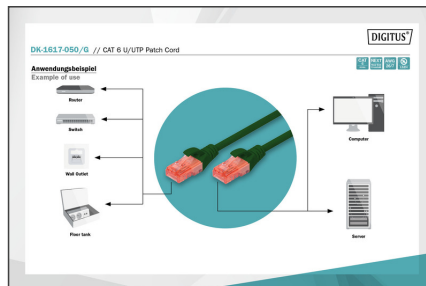 DIGITUS®
DK-1617-050/G // CAT 6 U/UTP Patch Cord
Anwendungsbeispiel
Example of use
Router
Switch
Wall Outlet
Floor tank
Computer
Server